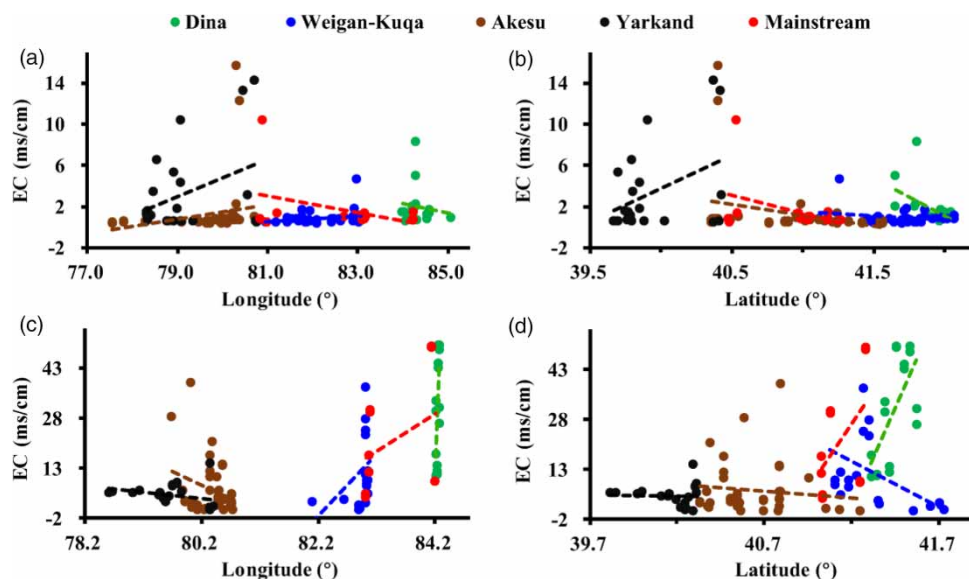 Dina Weigan-Kuqa Akesu Yarkand Mainstream
(a) (b)
EC (ms/cm) 14 10 6 2 -2
77.0 79.0 81.0 83.0 85.0
Longitude (°)
EC (ms/cm) 14 10 6 2 -2
39.5 40.5 41.5
Latitude (°)
(c) (d)
EC (ms/cm) 43 28 13 -2
78.2 80.2 82.2 84.2
Longitude (°)
EC (ms/cm) 43 28 13 -2
39.7 40.7 41.7
Latitude (°)